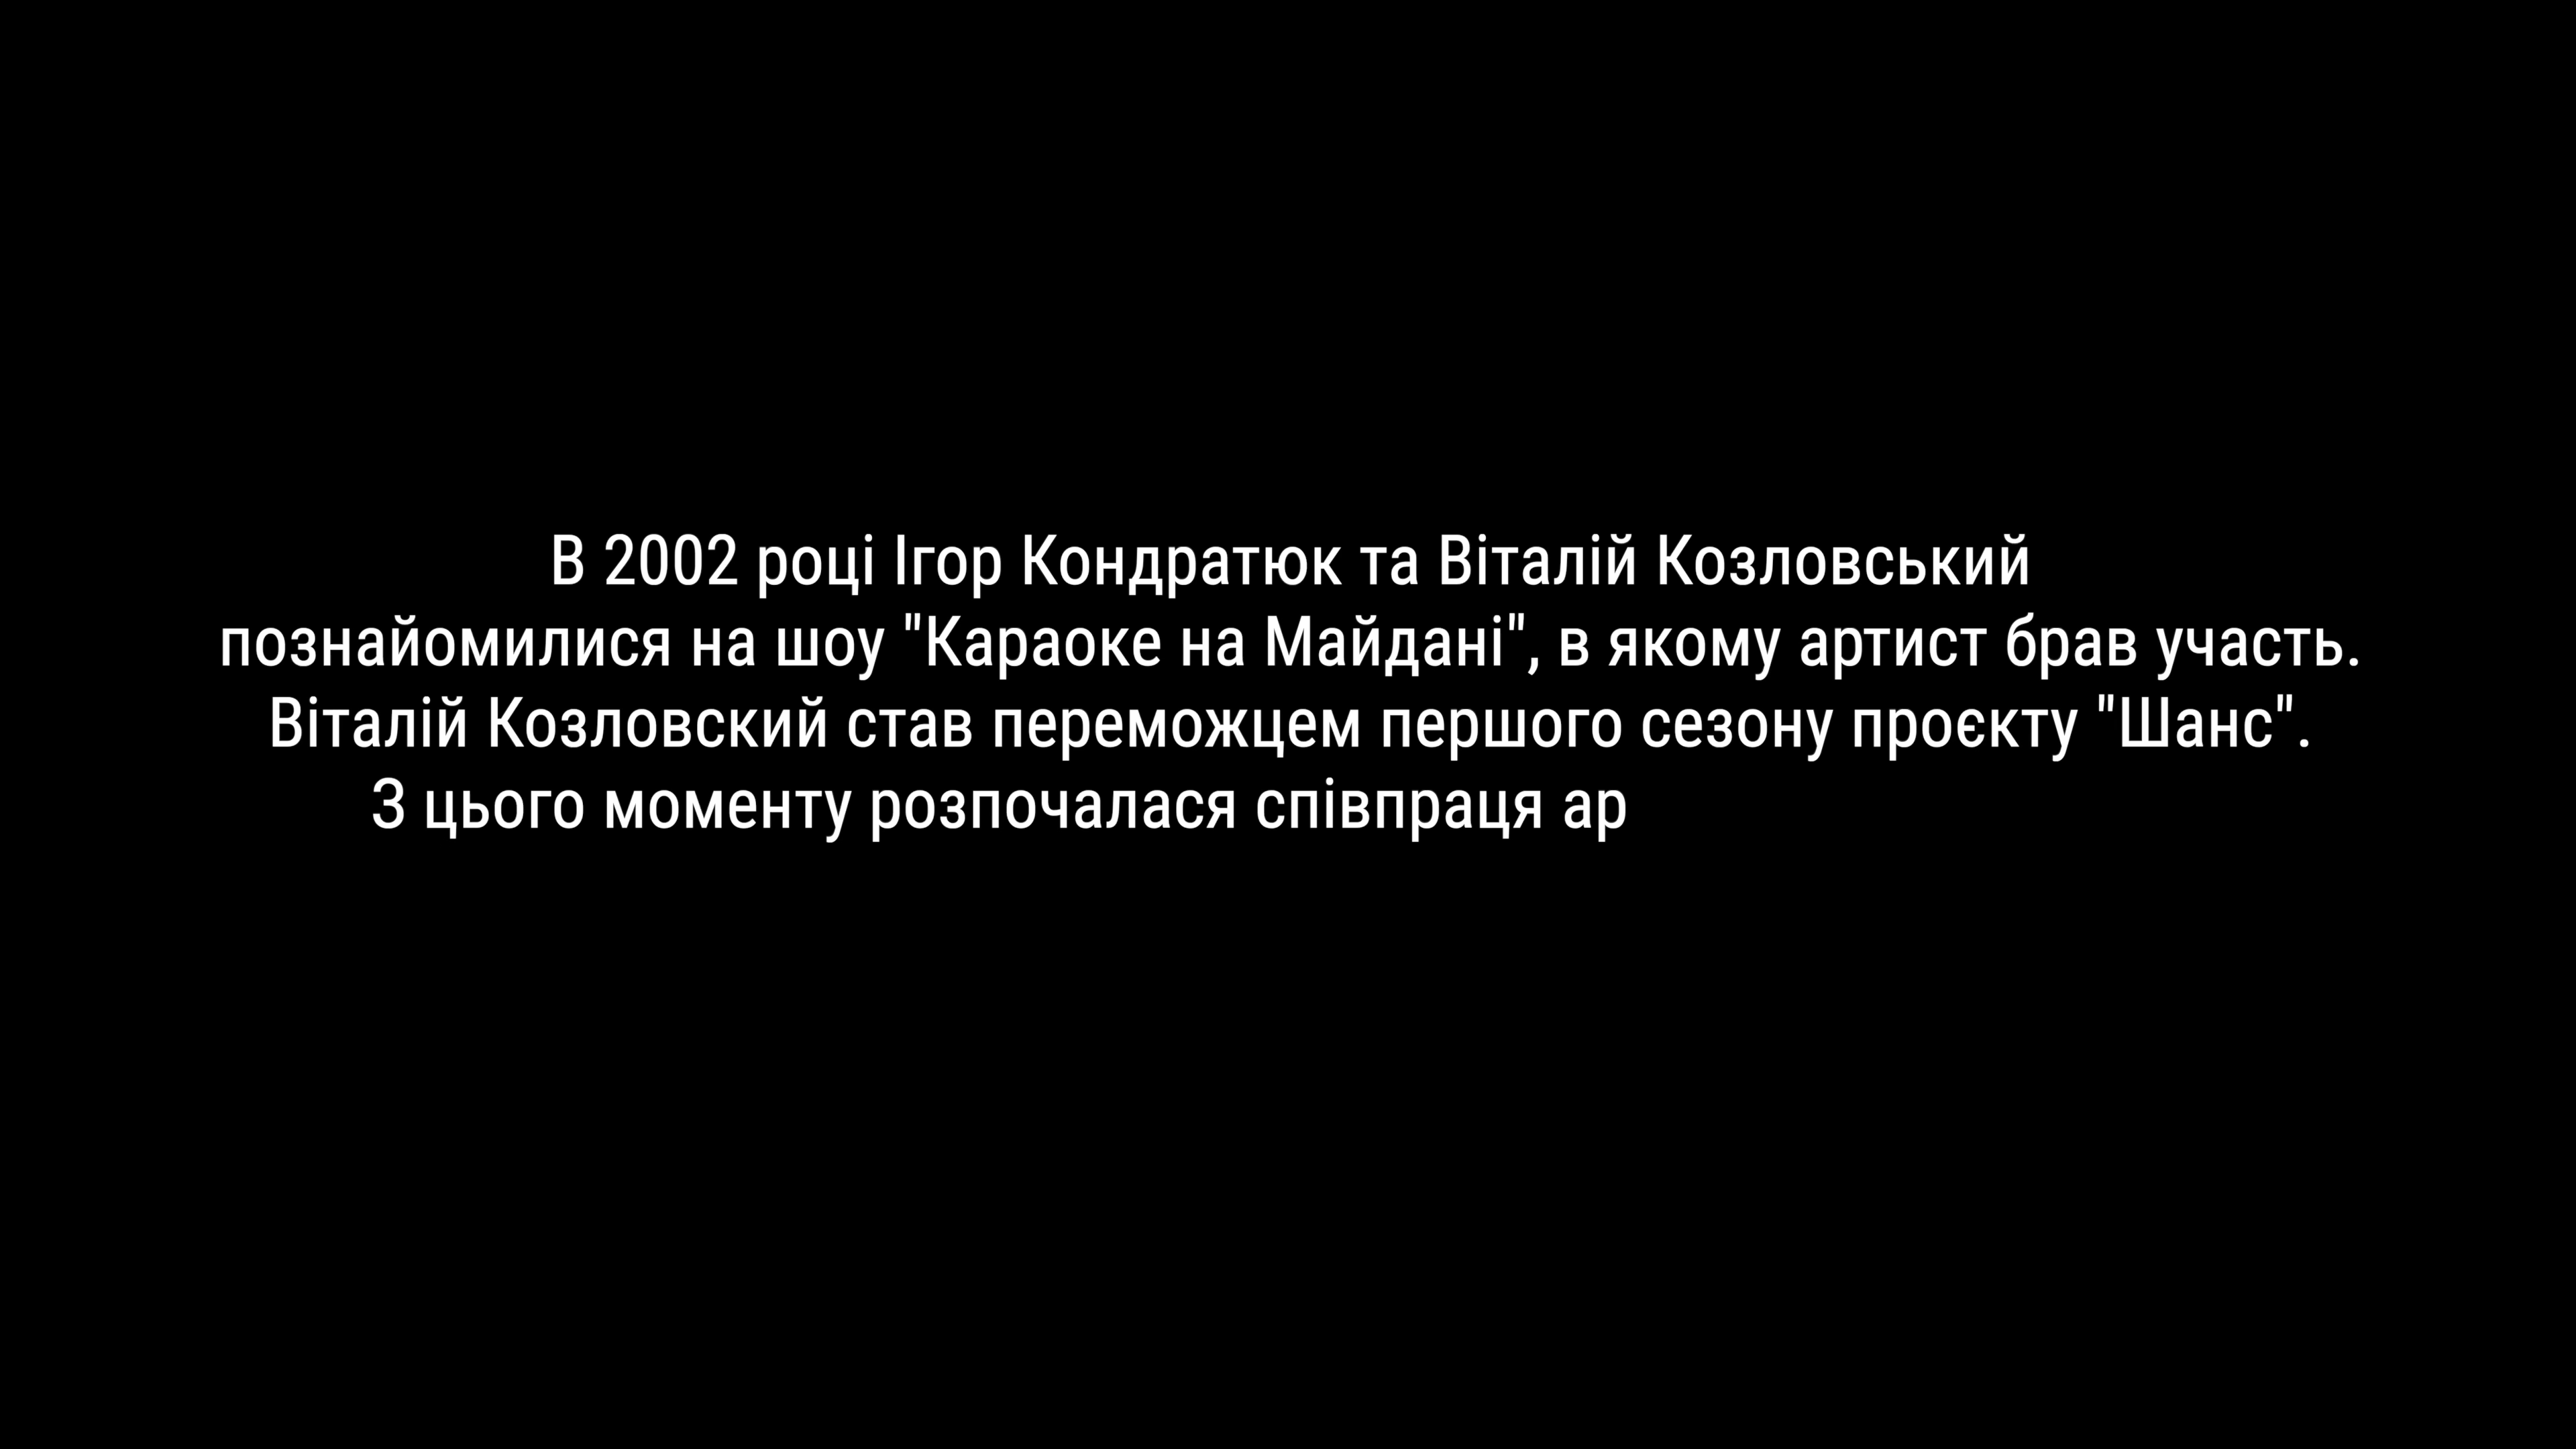 В 2002 році Ігор Кондратюк та Віталій Козловський
познайомилися на шоу "Караоке на Майдані", в якому артист брав участь.
Віталій Козловский став переможцем першого сезону проєкту "Шанс".
З цього моменту розпочалася співпраця ар